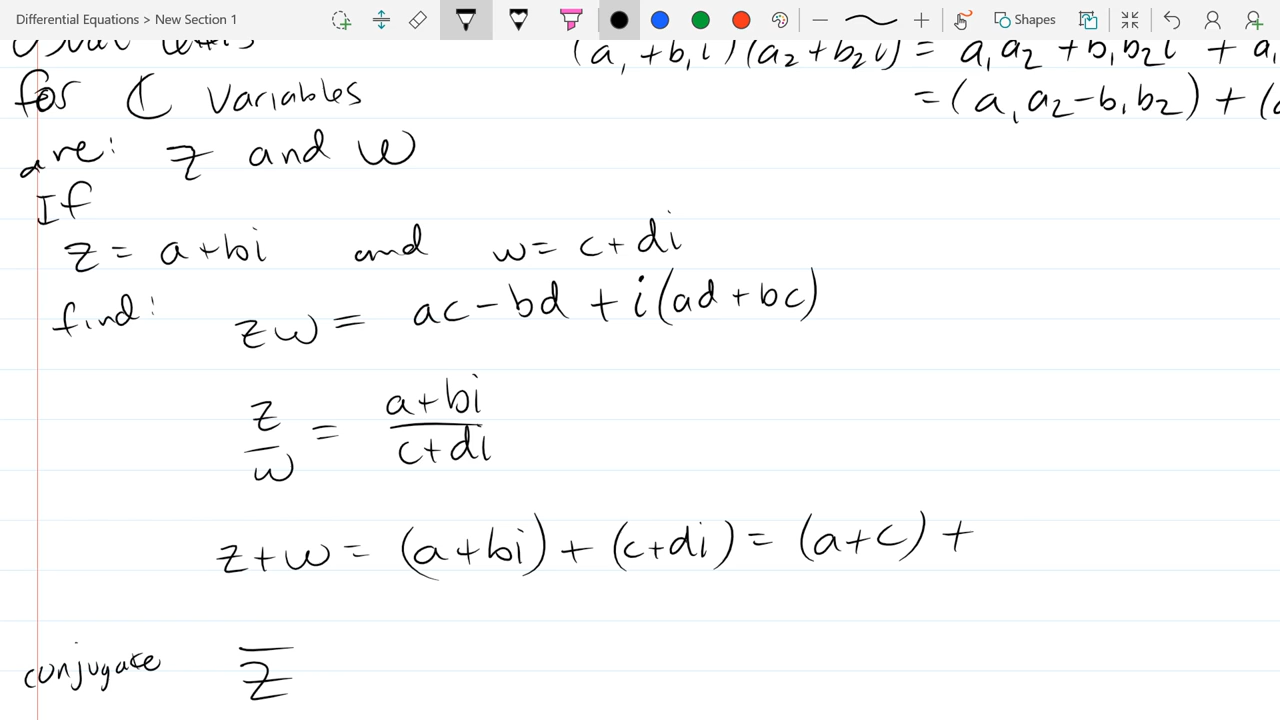 Differential Equations > New Section 1
Shapes
(a₁+b₁i)(a₂+b₂i) = a₁a₂ + b₁b₂i + a₁
for ℂ Variables
=(a₁a₂-b₁b₂) + (
are: z and w
If
z = a+bi and w= c+di
find: zw = ac-bd + i(ad+bc)
z/w = a+bi/c+di
z+w = (a+bi) + (c+di) = (a+c) +
conjugate z̅